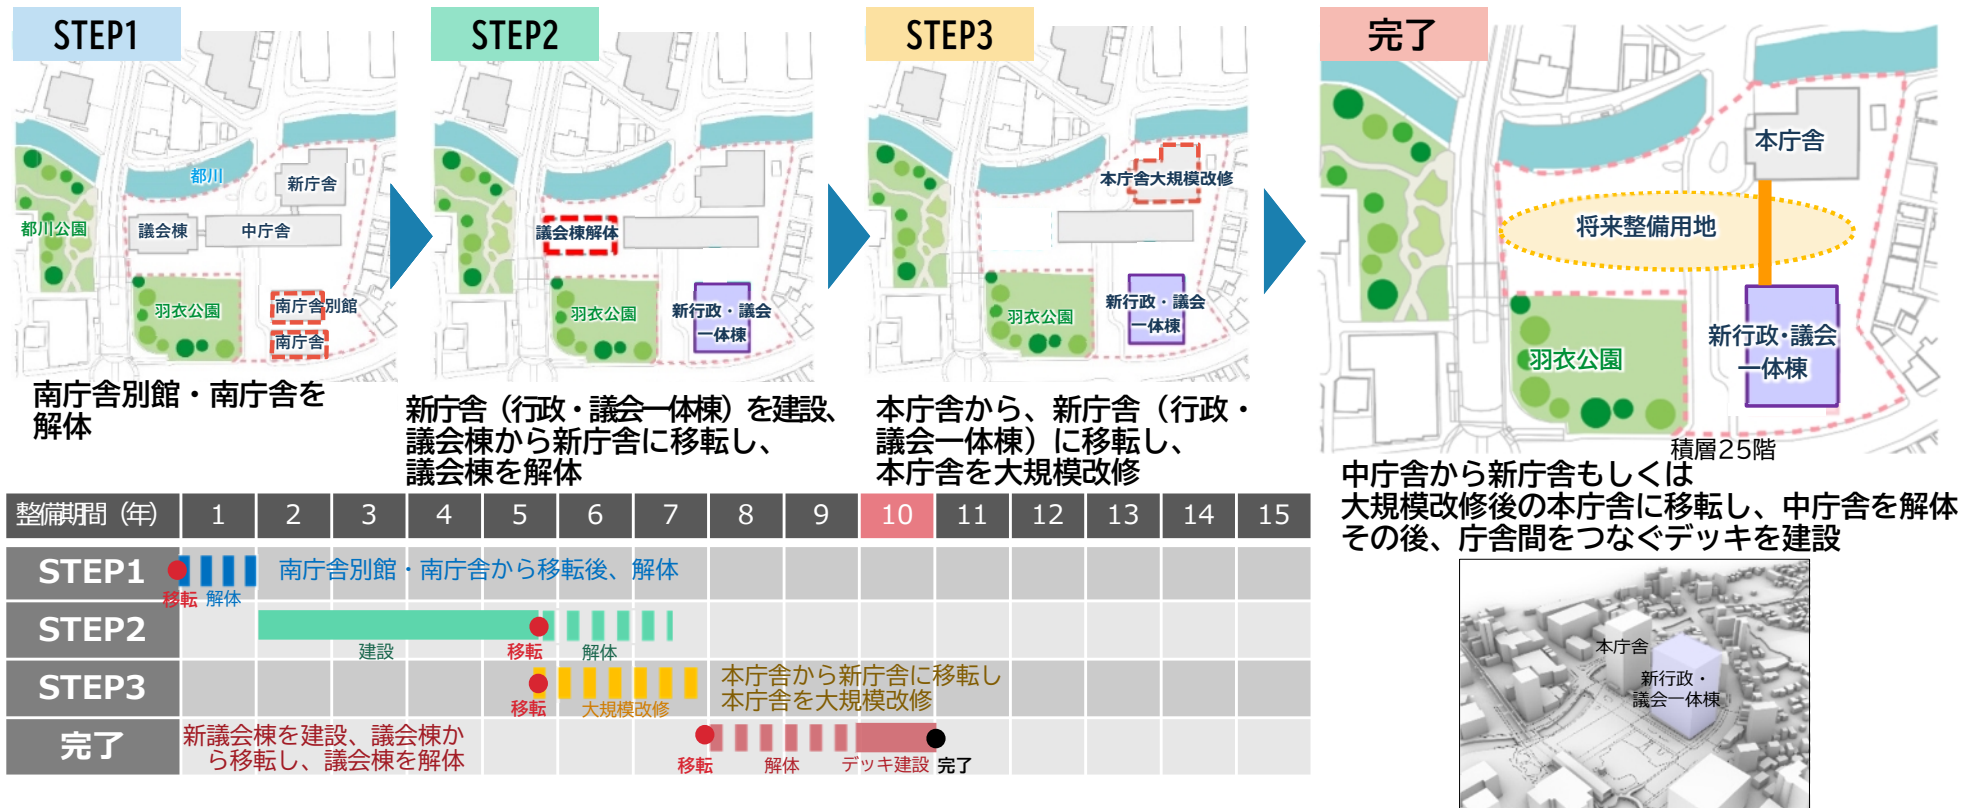 STEP1
都川
新庁舎
都川公園
議会棟
中庁舎
羽衣公園
南庁舎別館
南庁舎
南庁舎別館・南庁舎を
解体
STEP2
議会棟解体
羽衣公園
新行政・議会
一体棟
新庁舎（行政・議会一体棟）を建設、
議会棟から新庁舎に移転し、
議会棟を解体
STEP3
本庁舎大規模改修
羽衣公園
新行政・議会
一体棟
本庁舎から、新庁舎（行政・
議会一体棟）に移転し、
本庁舎を大規模改修
完了
本庁舎
将来整備用地
羽衣公園
新行政・議会
一体棟
積層25階
中庁舎から新庁舎もしくは
大規模改修後の本庁舎に移転し、中庁舎を解体
その後、庁舎間をつなぐデッキを建設
整備期間（年） 1 2 3 4 5 6 7 8 9 10 11 12 13 14 15
STEP1
南庁舎別館・南庁舎から移転後、解体
移転 解体
STEP2
建設 移転 解体
STEP3
本庁舎から新庁舎に移転し
本庁舎を大規模改修
移転 大規模改修
完了
新議会棟を建設、議会棟か
ら移転し、議会棟を解体
移転 解体 デッキ建設 完了
本庁舎
新行政・
議会一体棟